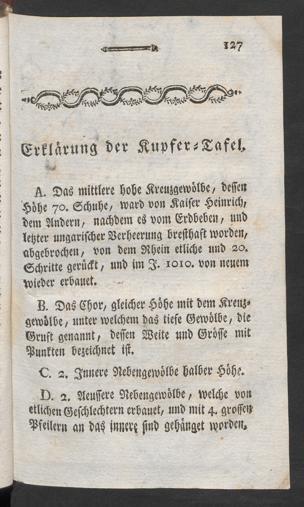 127
Erklärung der Kupfer-Tafel.
A. Das mittlere hohe Kreuzgewölbe, dessen
Höhe 70. Schuhe, ward von Kaiser Heinrich,
dem Andern, nachdem es vom Erdbeben, und
letzter ungarischer Verheerung bresthaft worden,
abgebrochen, von dem Rhein etliche und 20.
Schritte gerückt, und im J. 1010. von neuem
wieder erbauet.
B. Das Chor, gleicher Höhe mit dem Kreuz-
gewölbe, unter welchem das tiefe Gewölbe, die
Gruft genannt, dessen Weite und Grösse mit
Punkten bezeichnet ist.
C. 2. Innere Nebengewölbe halber Höhe.
D. 2. Aeussere Nebengewölbe, welche von
etlichen Geschlechtern erbauet, und mit 4. grossen
Pfeilern an das innere sind gehänget worden.